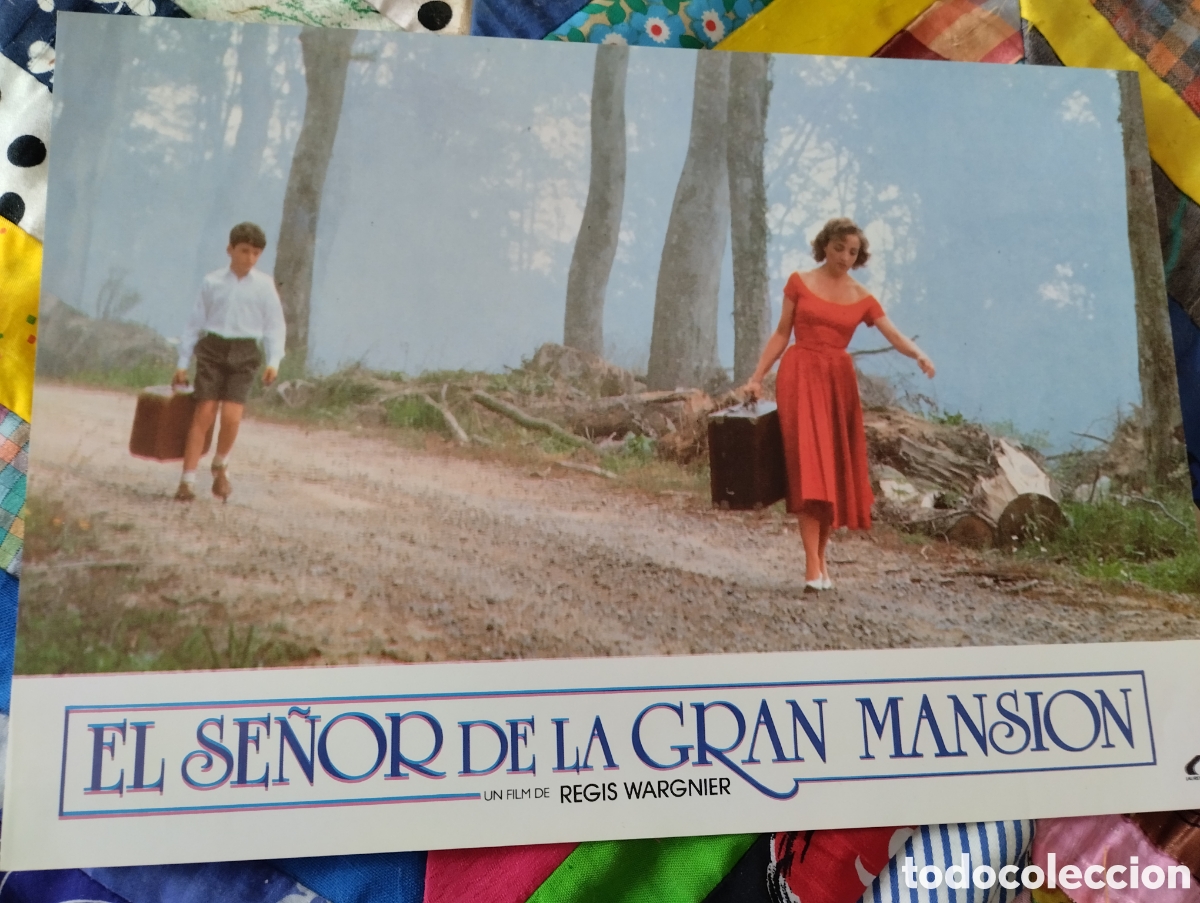 EL SEÑOR DE LA GRAN MANSION
UN FILM DE REGIS WARGNIER
todocoleccion